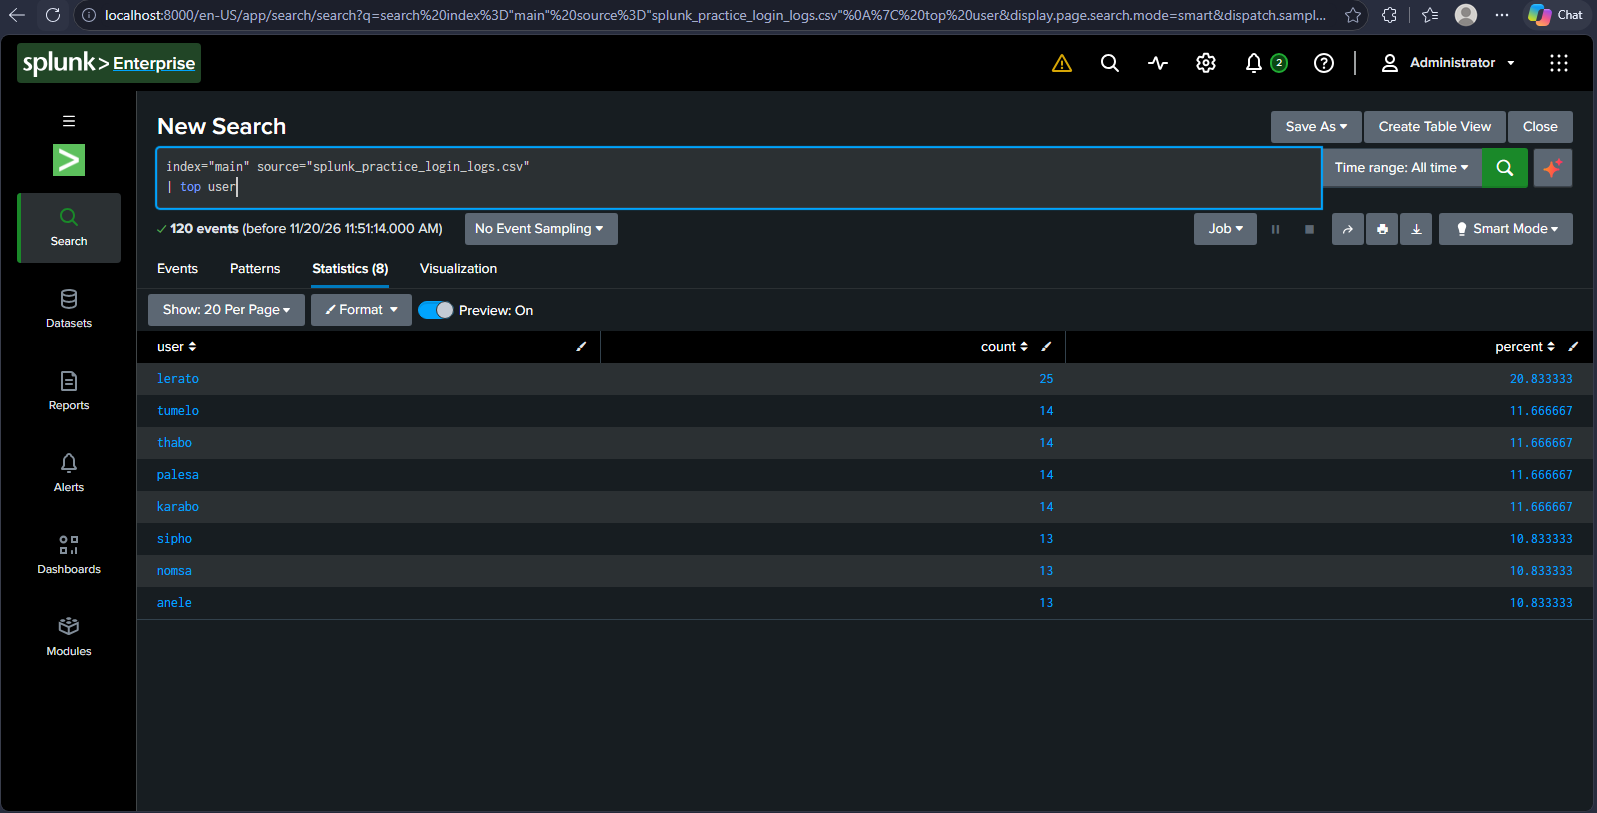 localhost:8000/en-US/app/search/search?q=search%20index%3D"main"%20source%3D"splunk_practice_login_logs.csv"%0A%7C%20top%20user&display.page.search.mode=smart&dispatch.sampl...
Chat
splunk>Enterprise
2
Administrator
New Search
Save As
Create Table View
Close
index="main" source="splunk_practice_login_logs.csv"
| top user
Time range: All time
120 events (before 11/20/26 11:51:14.000 AM)
No Event Sampling
Job
Smart Mode
Search
Datasets
Reports
Alerts
Dashboards
Modules
Events Patterns Statistics (8) Visualization
Show: 20 Per Page
Format
Preview: On
user count percent
lerato 25 20.833333
tumelo 14 11.666667
thabo 14 11.666667
palesa 14 11.666667
karabo 14 11.666667
sipho 13 10.833333
nomsa 13 10.833333
anele 13 10.833333